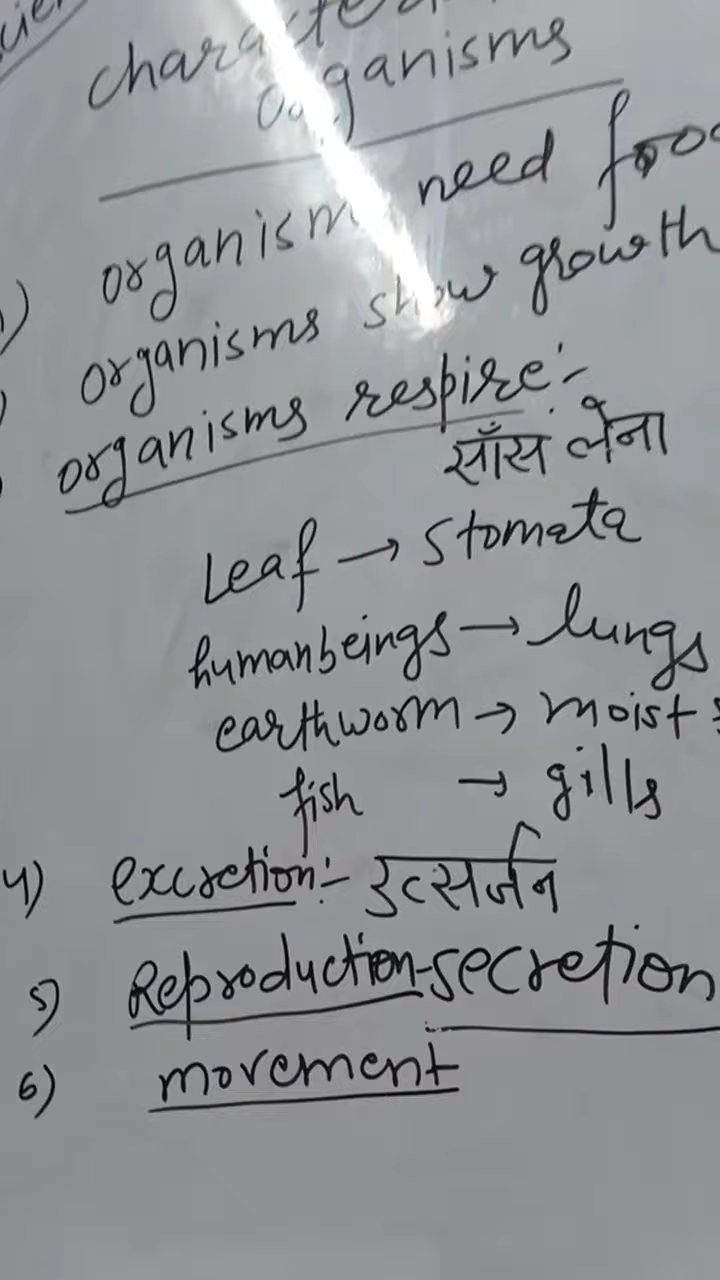 organisms
organism need
organisms show growth
organisms respire:-
साँस लेना
Leaf → Stomata
humanbeings → lungs
earthworm → moist
fish → gills
4) excretion:- उत्सर्जन
5) Reproduction-secretion
6) movement